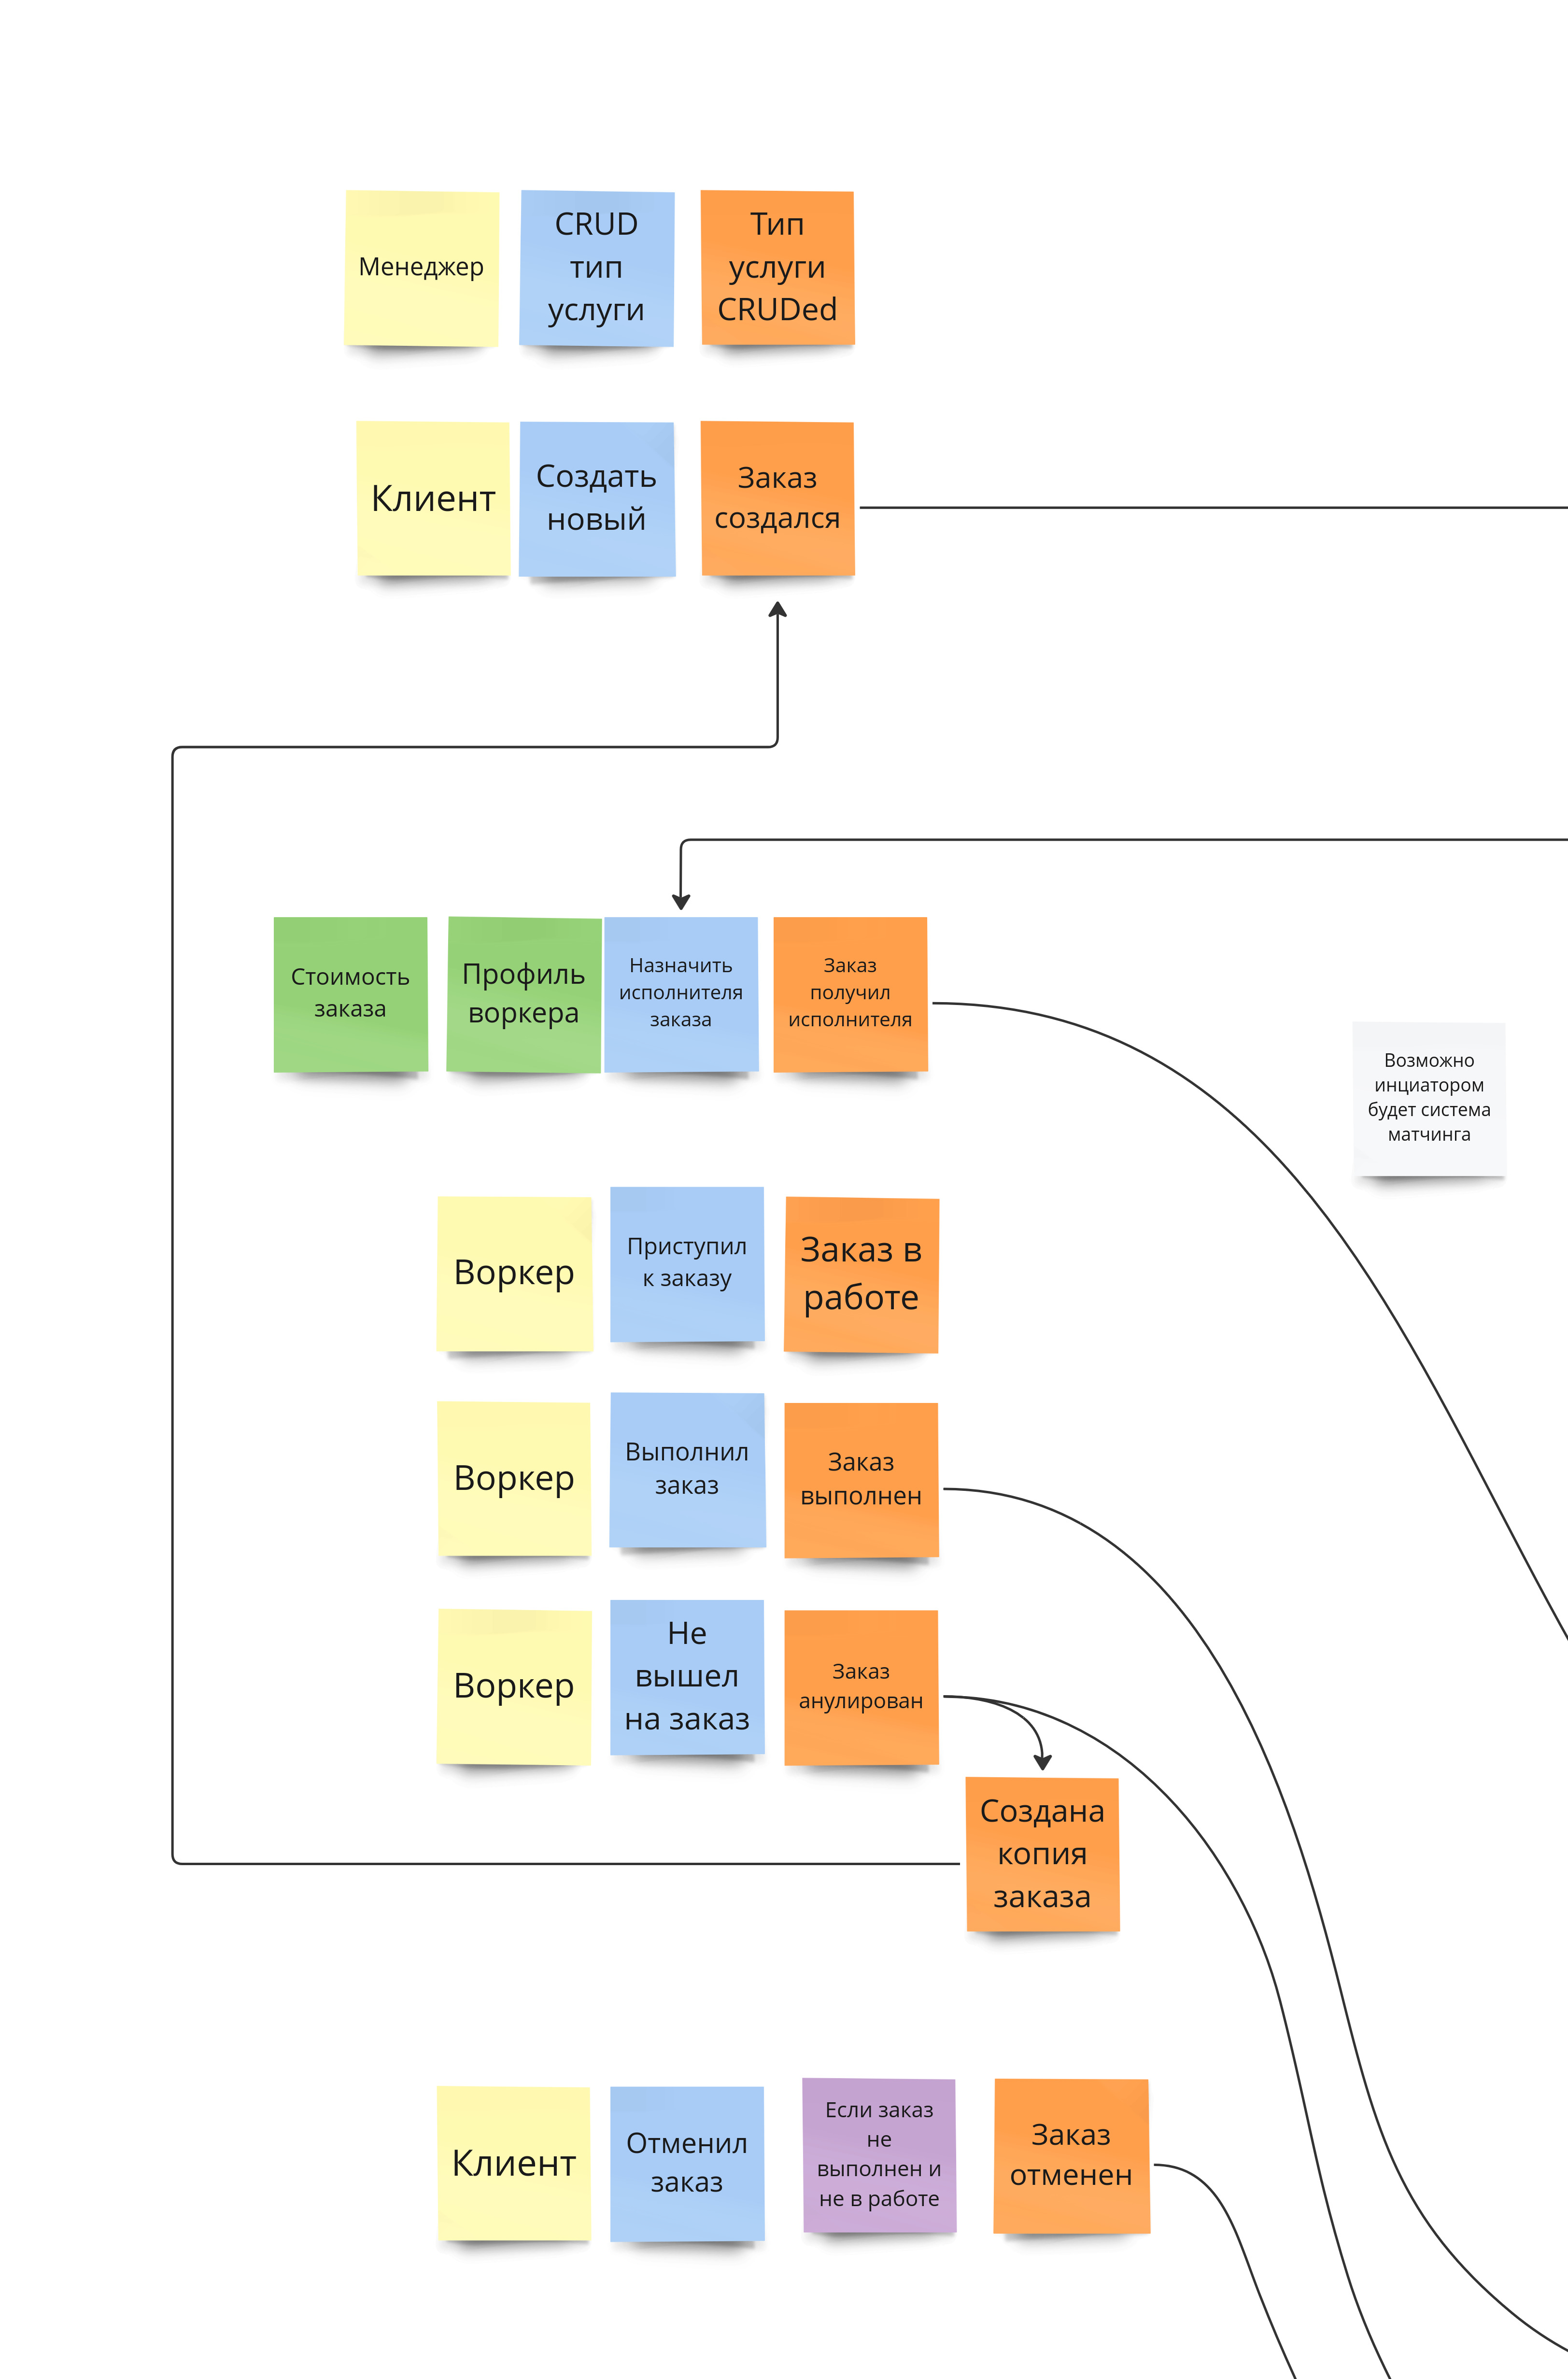 Менеджер
CRUD
тип
услуги
Тип
услуги
CRUDed
Клиент
Создать
новый
Заказ
создался
Стоимость
заказа
Профиль
воркера
Назначить
исполнителя
заказа
Заказ
получил
исполнителя
Возможно
инциатором
будет система
матчинга
Воркер
Приступил
к заказу
Заказ в
работе
Воркер
Выполнил
заказ
Заказ
выполнен
Воркер
Не
вышел
на заказ
Заказ
анулирован
Создана
копия
заказа
Клиент
Отменил
заказ
Если заказ
не
выполнен и
не в работе
Заказ
отменен